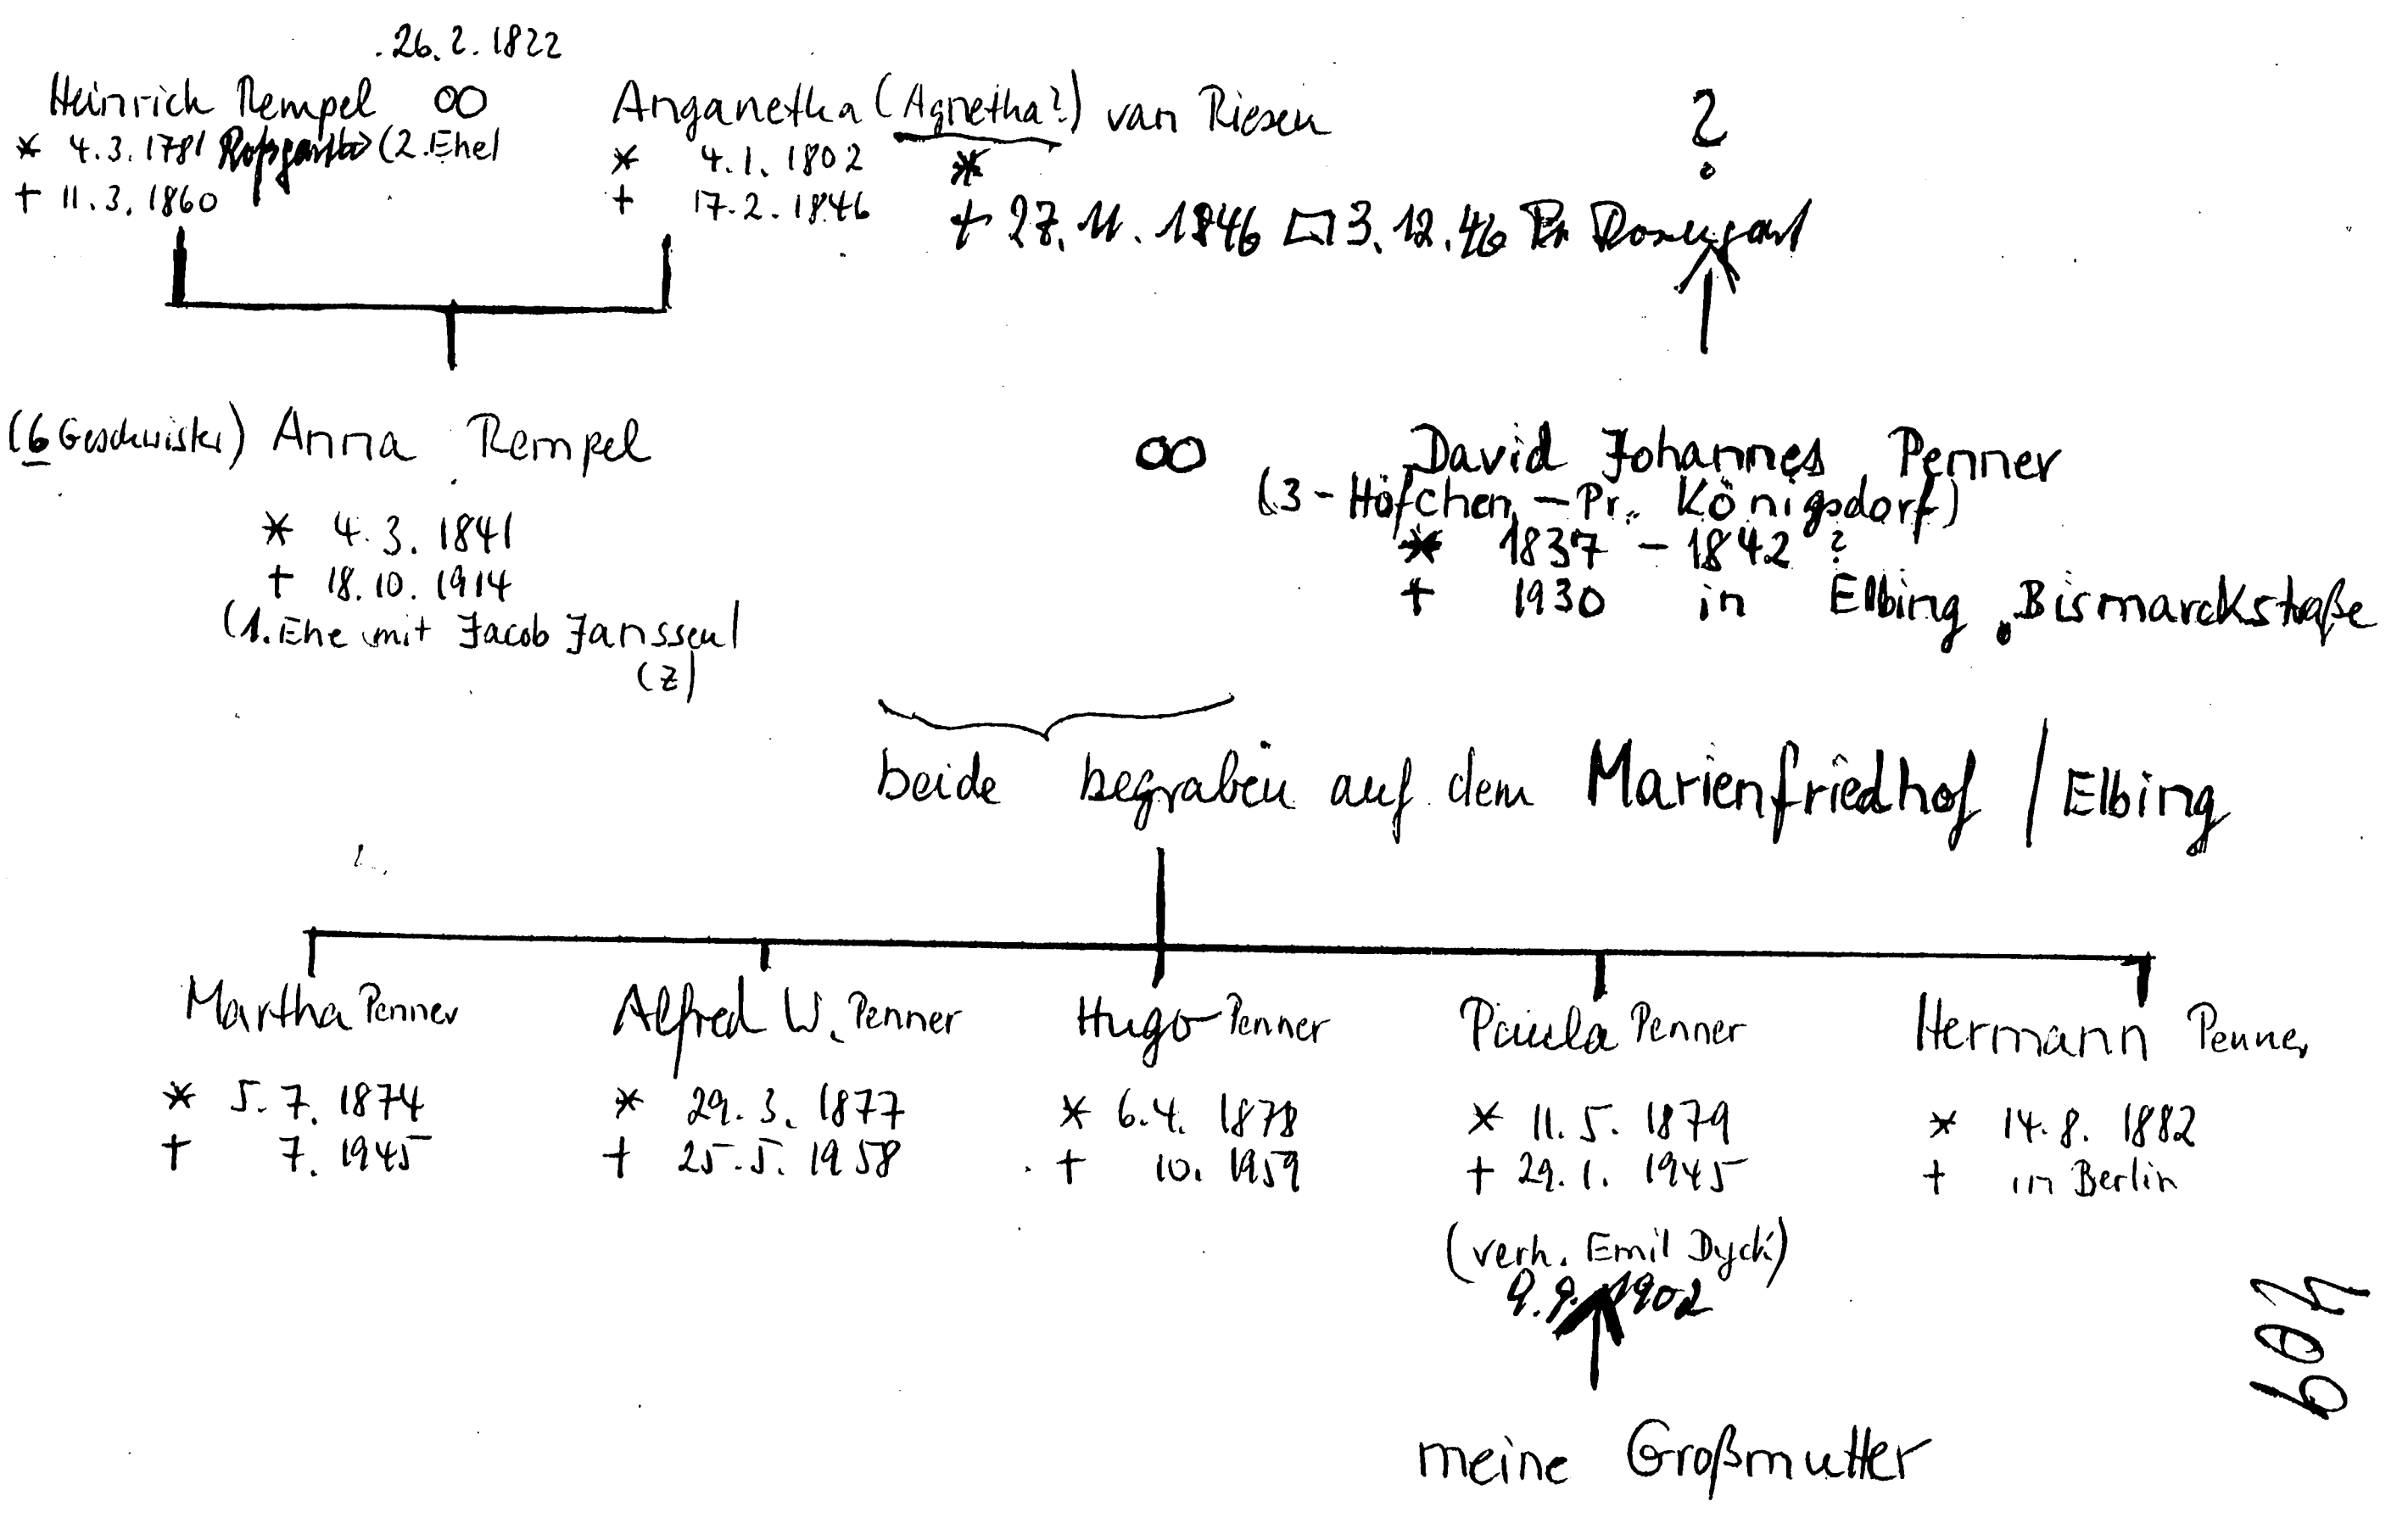 26.2.1822
Heinrich Rempel ∞ Anganetha (Agnetha?) van Riesen ?
* 4.3.1781 Roßgarten (2. Ehe) * 4.1.1802 *
+ 11.3.1860 + 17.2.1846 + 27.11.1846 ▭ 3.12.46 Pr Rosengart
(6 Geschwister) Anna Rempel ∞ David Johannes Penner
(3-Höfchen, – Pr. Königsdorf)
* 4.3.1841 * 1837 – 1842 ?
+ 18.10.1914 + 1930 in Elbing, Bismarckstraße
(1. Ehe mit Jacob Janssen)
(Z)
beide begraben auf dem Marienfriedhof / Elbing
Martha Penner Alfred W. Penner Hugo Penner Paula Penner Hermann Penner
* 5.7.1874 * 29.3.1877 * 6.4.1878 * 11.5.1879 * 14.8.1882
+ 7.1945 + 25.5.1958 + 10.1959 + 29.1.1945 + in Berlin
(verh. Emil Dyck)
9.9.1902
meine Großmutter